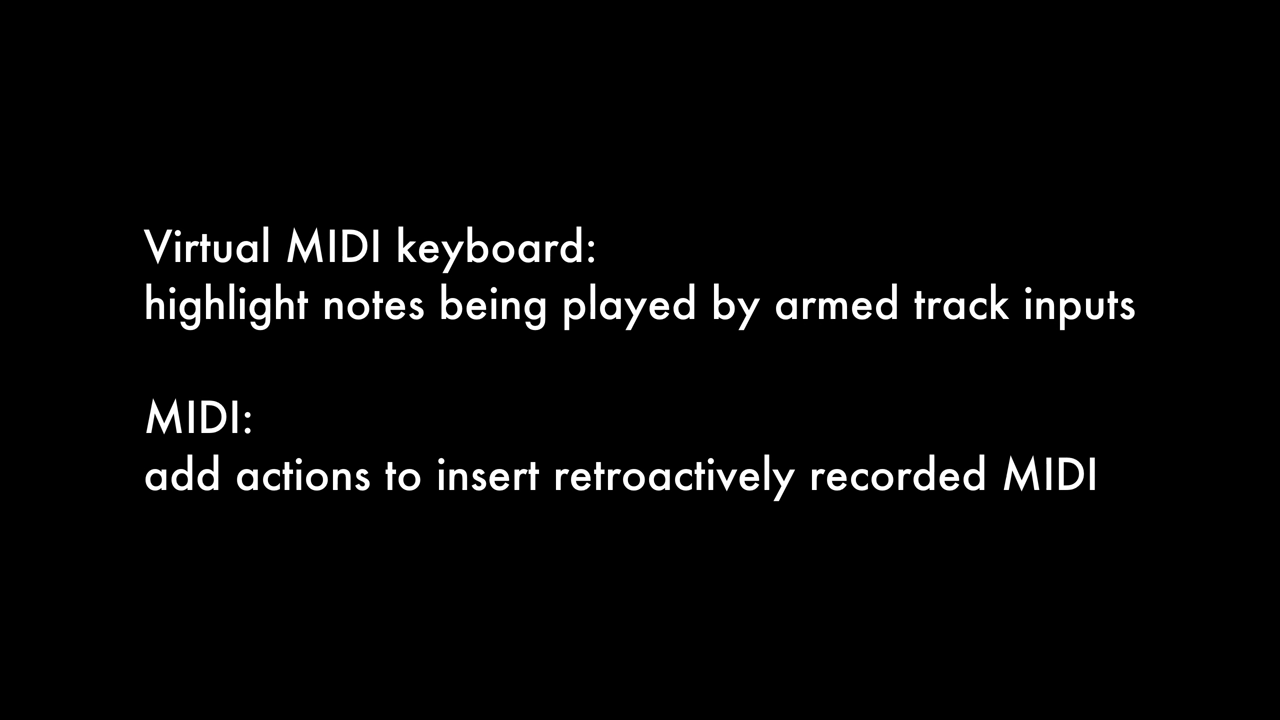 Virtual MIDI keyboard:
highlight notes being played by armed track inputs
MIDI:
add actions to insert retroactively recorded MIDI